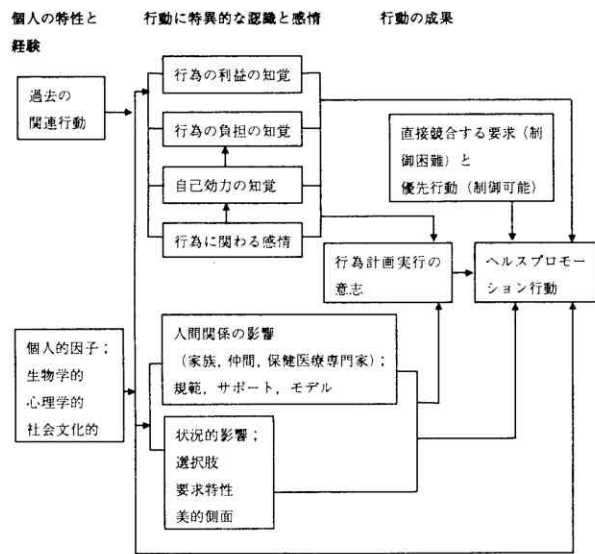 個人の特性と
経験
行動に特異的な認識と感情
行動の成果
過去の
関連行動
行為の利益の知覚
行為の負担の知覚
自己効力の知覚
行為に関わる感情
直接競合する要求(制
御困難)と
優先行動(制御可能)
行為計画実行の
意志
ヘルスプロモー
ション行動
個人的因子;
生物学的
心理学的
社会文化的
人間関係の影響
(家族,仲間,保健医療専門家);
規範,サポート,モデル
状況的影響;
選択肢
要求特性
美的側面